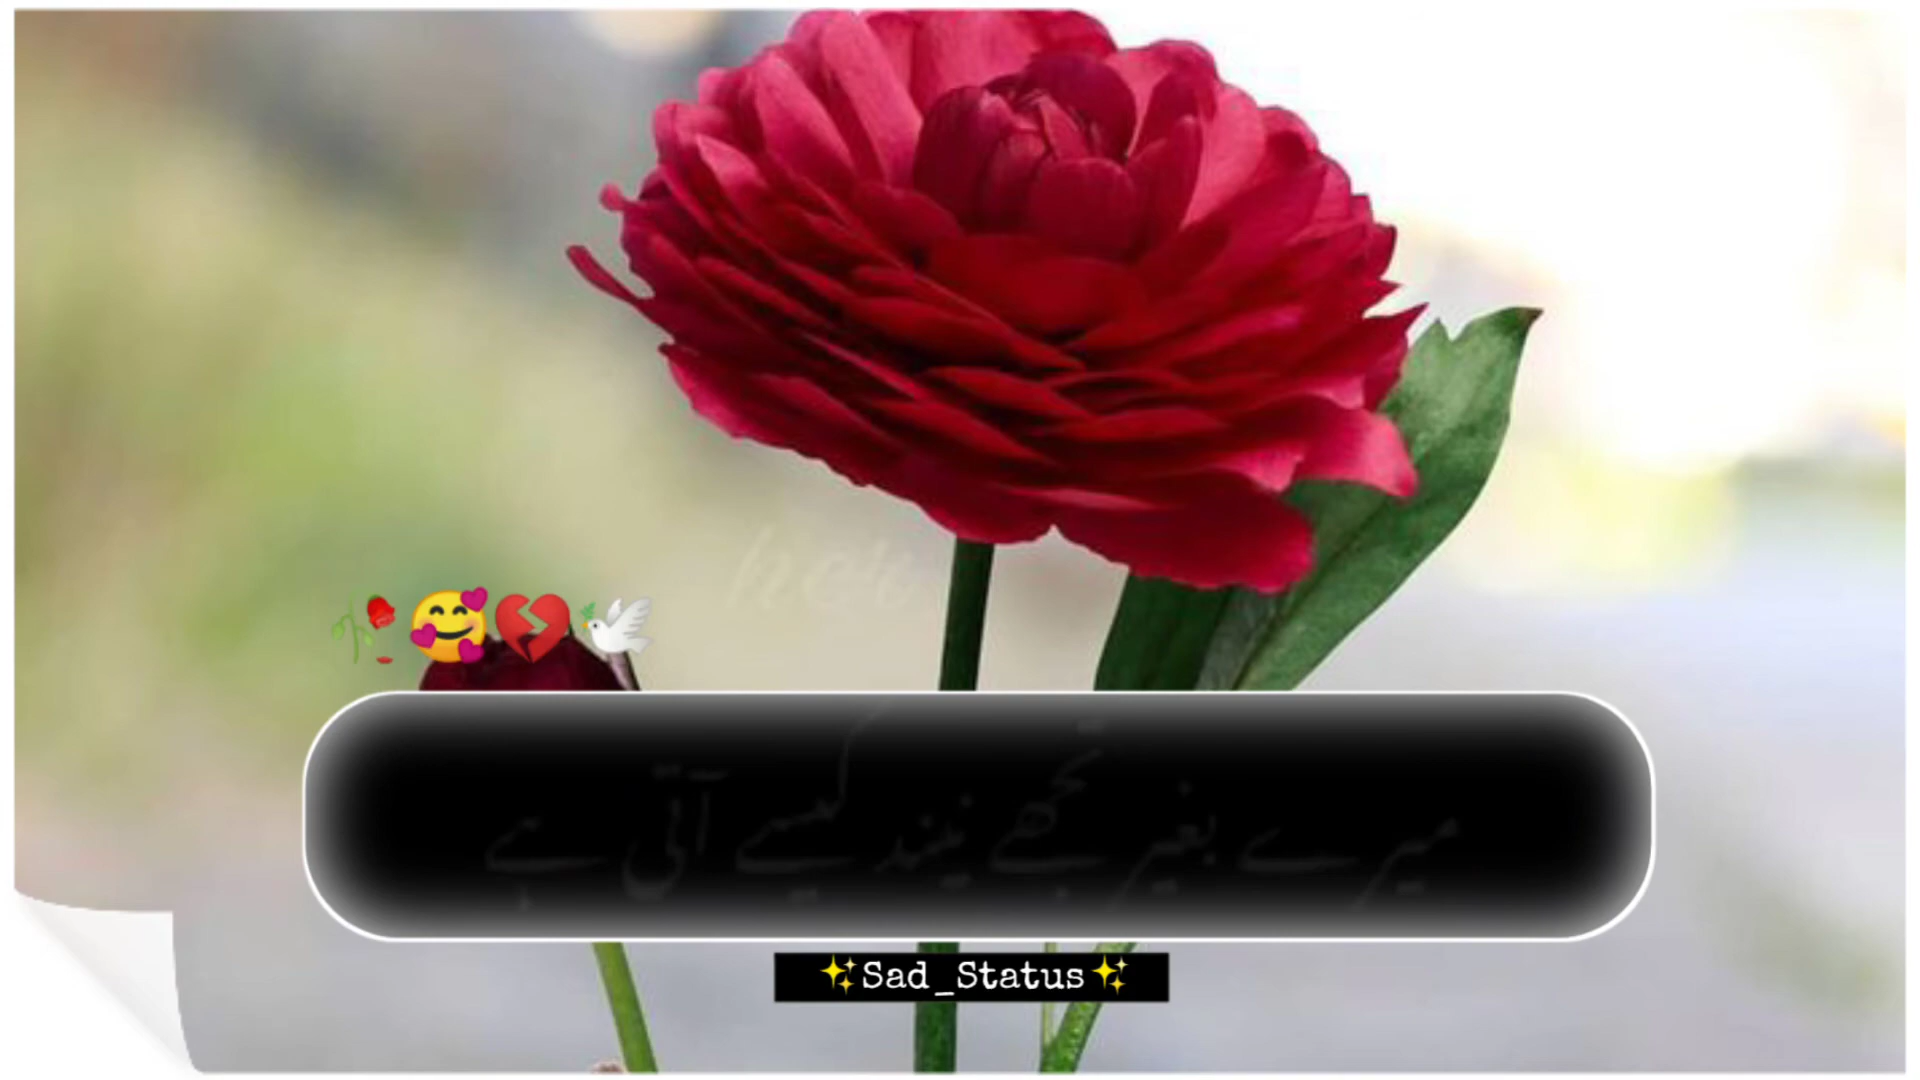 🥀🥰💔🕊️
میرے بغیر تجھے نیند کیسے آتی ہے
✨Sad_Status✨